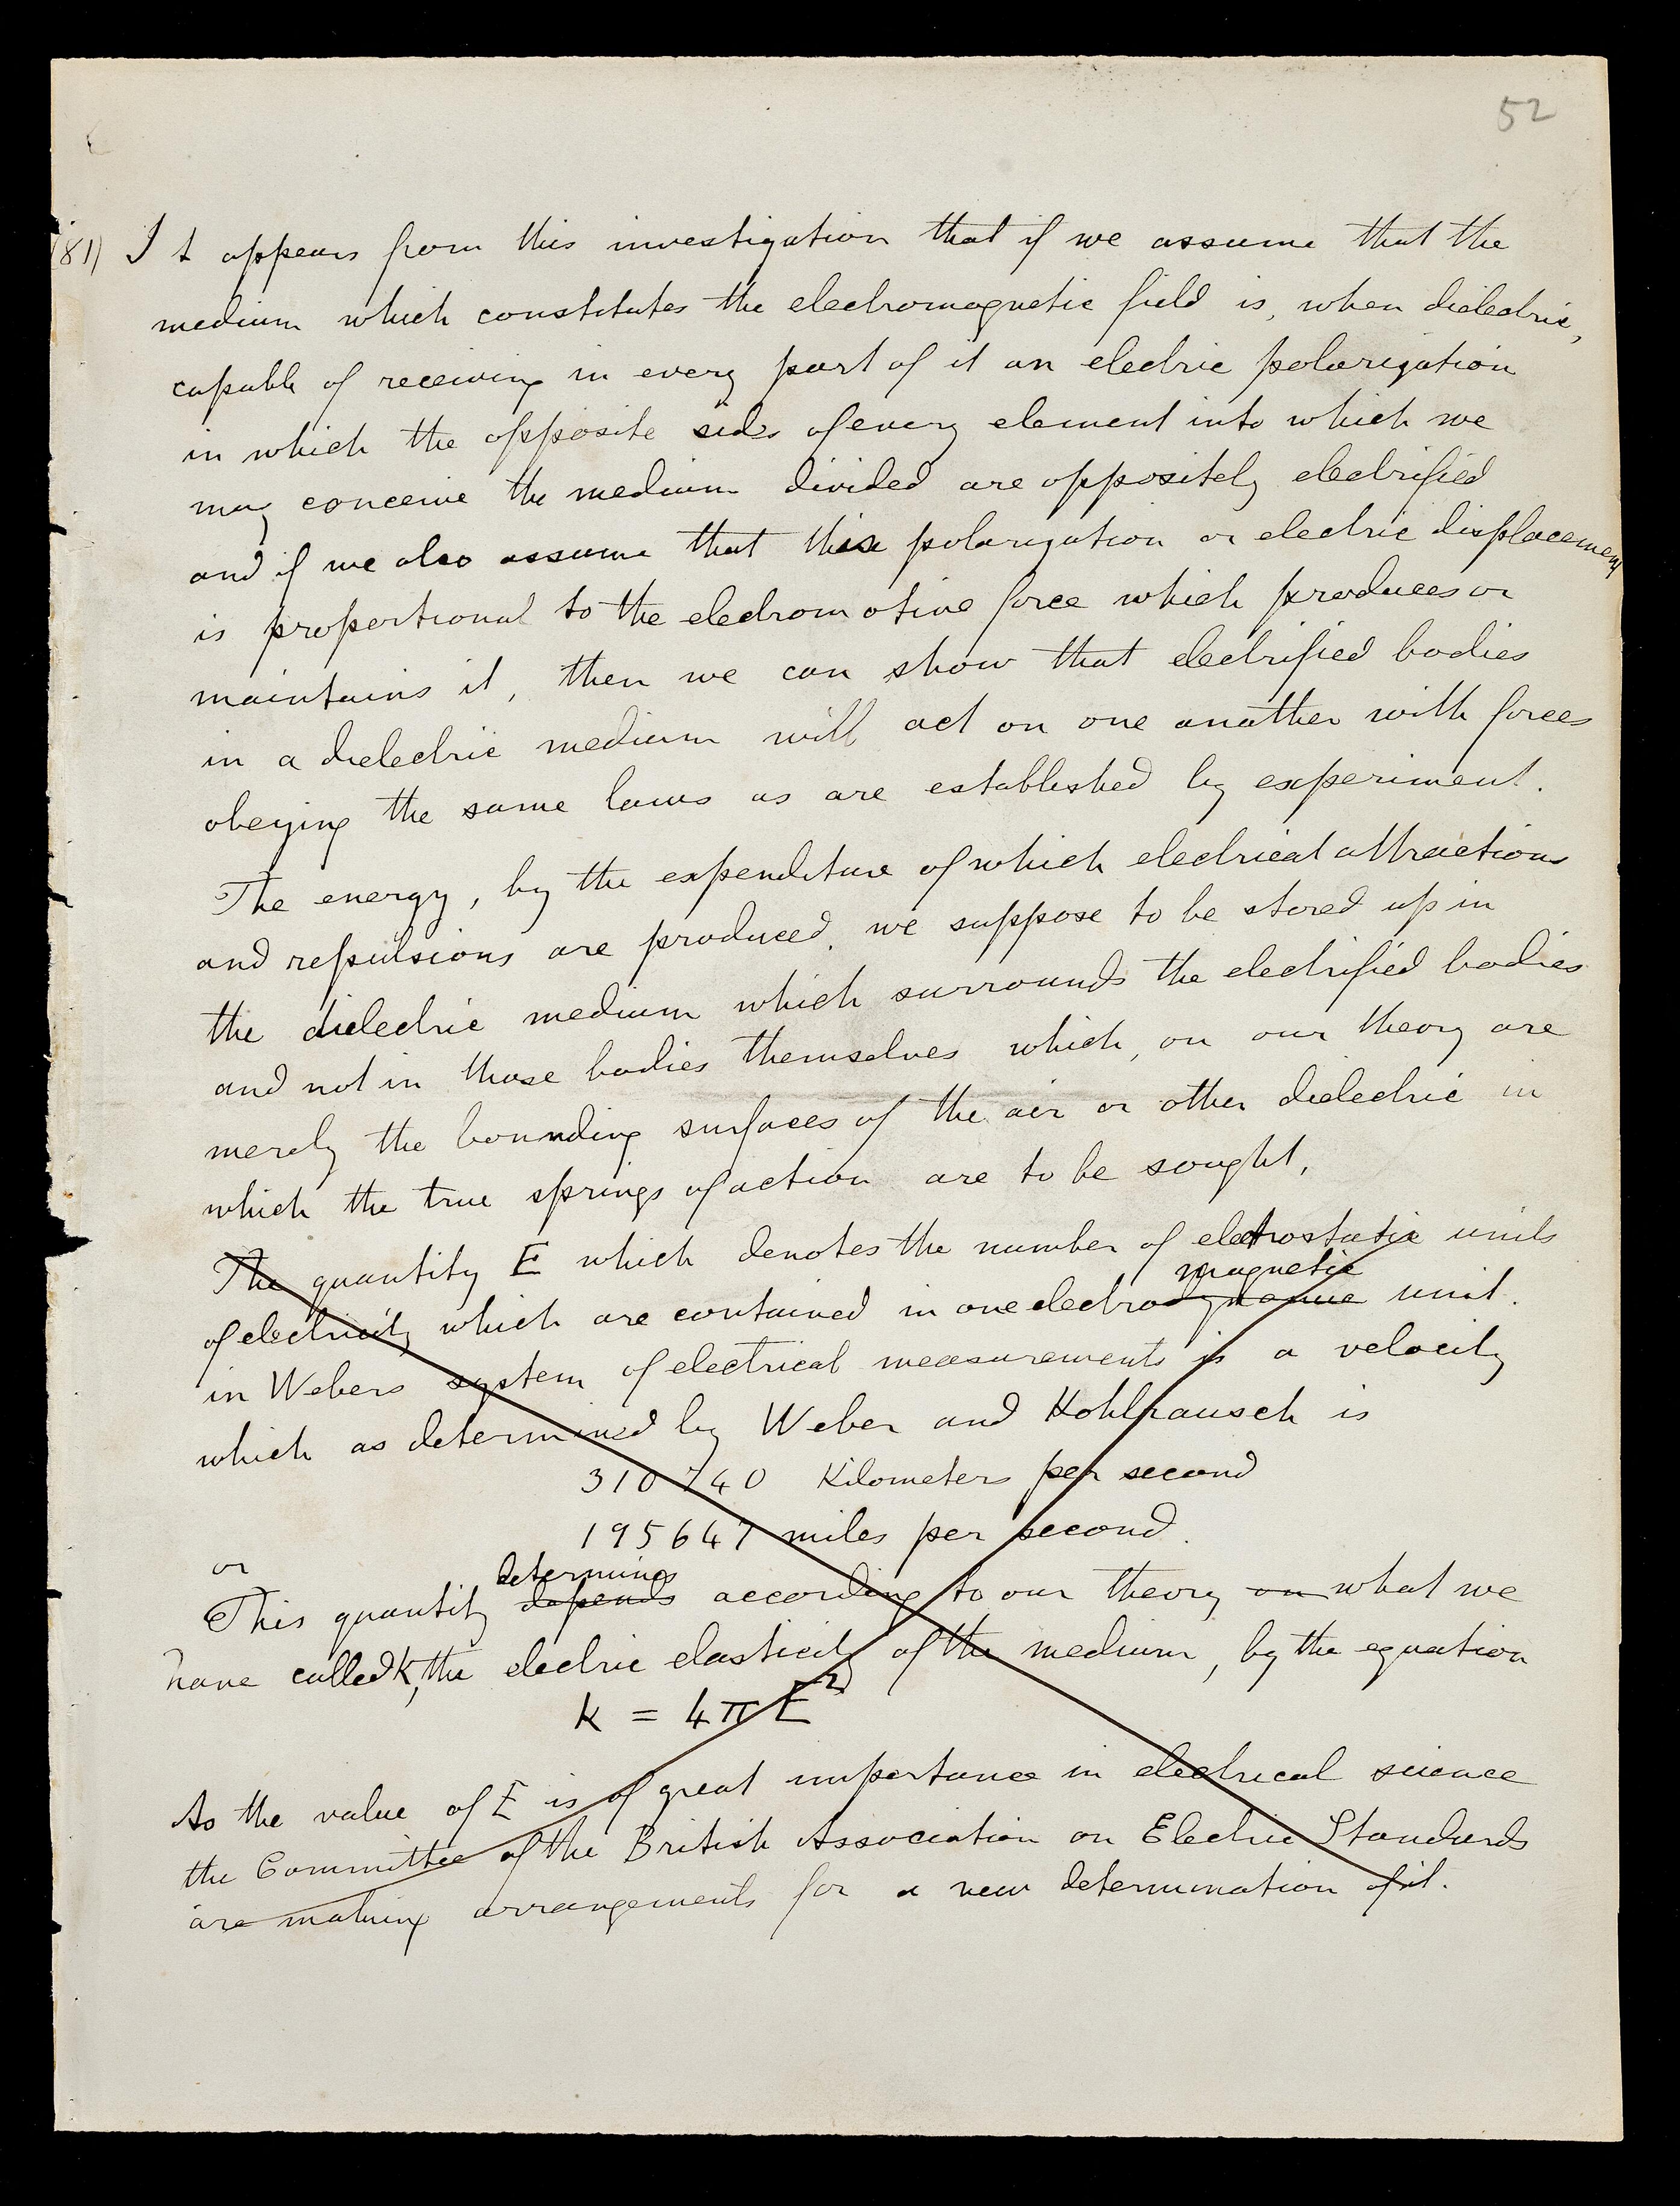 52
(81) It appears from this investigation that if we assume that the
medium which constitutes the electromagnetic field is, when dielectric,
capable of receiving in every part of it an electric polarization
in which the opposite sides of every element into which we
may conceive the medium divided are oppositely electrified
and if we also assume that this polarization or electric displacement
is proportional to the electromotive force which produces or
maintains it, then we can show that electrified bodies
in a dielectric medium will act on one another with forces
obeying the same laws as are established by experiment.
The energy, by the expenditure of which electrical attractions
and repulsions are produced, we suppose to be stored up in
the dielectric medium which surrounds the electrified bodies
and not in those bodies themselves which, on our theory are
merely the bounding surfaces of the air or other dielectric in
which the true springs of action are to be sought.
The quantity E which denotes the number of electrostatic units
magnetic
of electricity which are contained in one electrodynamic unit.
in Webers system of electrical measurements is a velocity
which as determined by Weber and Kohlrausch is
310740 Kilometers per second
195647 miles per second.
or
determines
This quantity depends according to our theory on what we
have called k, the electric elasticity of the medium, by the equation
k = 4πE²
As the value of E is of great importance in electrical science
the Committee of the British Association on Electric Standards
are making arrangements for a new determination of it.